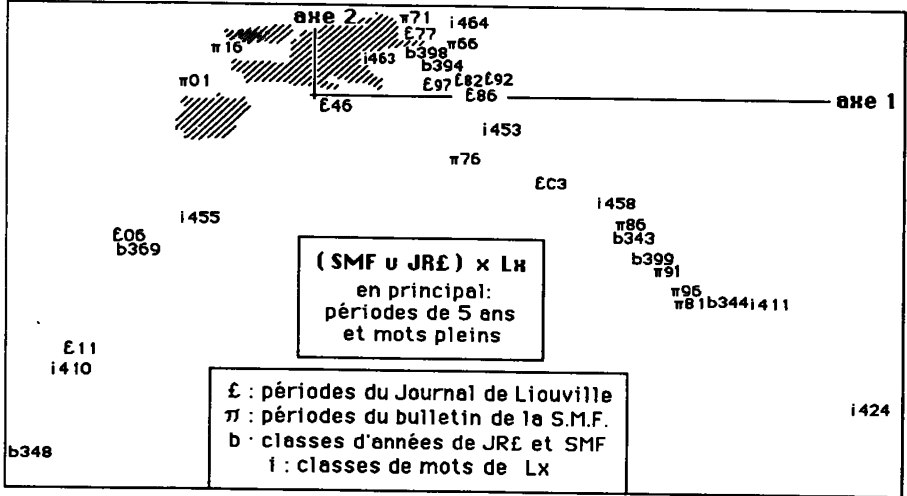 axe 2
π71
i464
£77
π16
π66
i463
b398
b394
π01
£97
£82£92
£86
£46
axe 1
i453
π76
£C3
i458
i455
π86
£06
b343
b369
b399
π91
π96
π81b344i411
£11
i410
i424
b348
(SMF ∪ JR£) × Lx
en principal:
périodes de 5 ans
et mots pleins
£ : périodes du Journal de Liouville
π : périodes du bulletin de la S.M.F.
b · classes d'années de JR£ et SMF
i : classes de mots de Lx